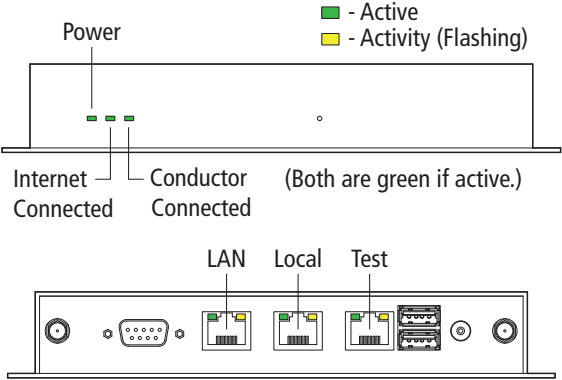 - Active
- Activity (Flashing)
Power
Internet
Connected
Conductor
Connected
(Both are green if active.)
LAN
Local
Test